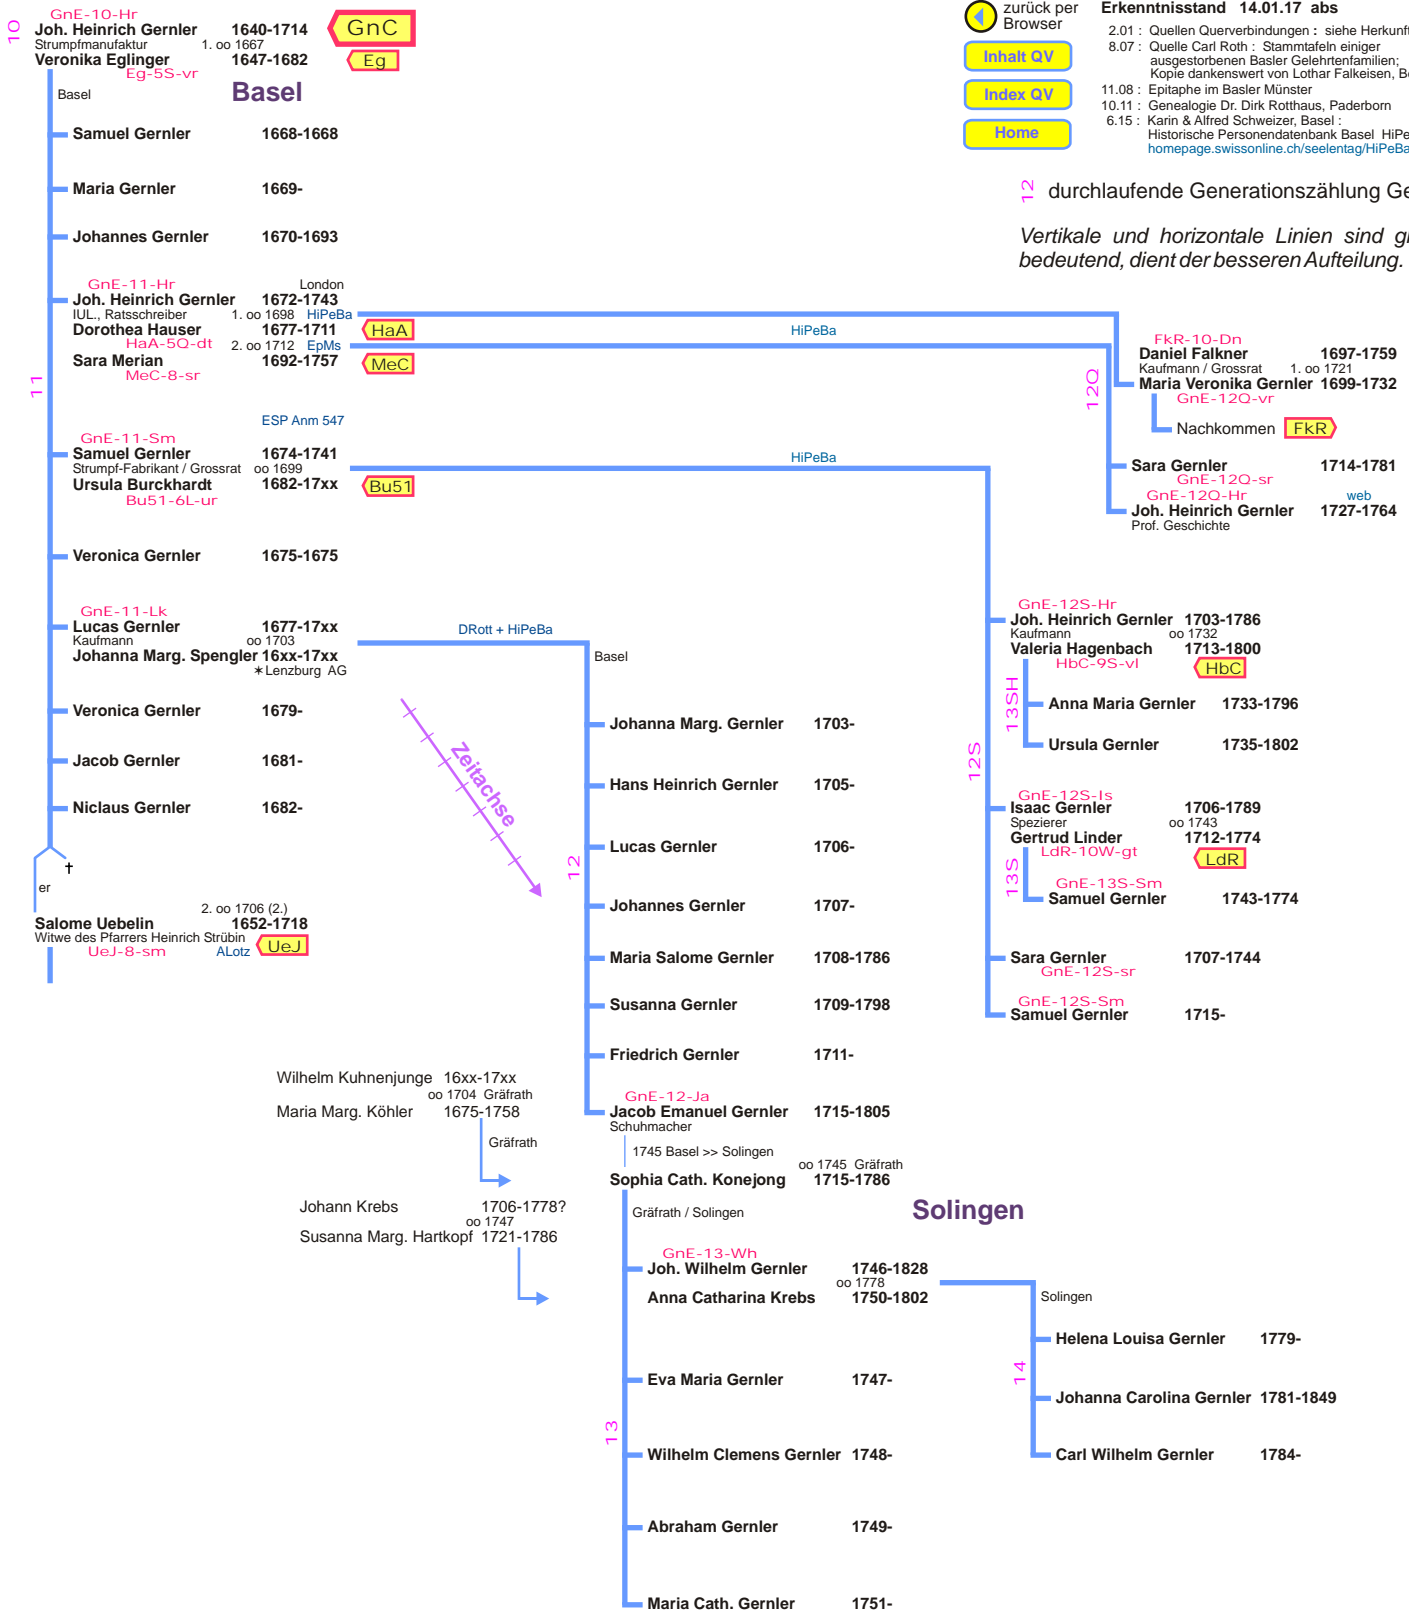 10
GnE-10-Hr
Joh. Heinrich Gernler 1640-1714 GnC
Strumpfmanufaktur 1. oo 1667
Veronika Eglinger 1647-1682 Eg
Eg-5S-vr
Basel
Basel
Samuel Gernler 1668-1668
Maria Gernler 1669-
Johannes Gernler 1670-1693
11
GnE-11-Hr London
Joh. Heinrich Gernler 1672-1743
IUL., Ratsschreiber 1. oo 1698 HiPeBa
Dorothea Hauser 1677-1711 HaA
HaA-5Q-dt 2. oo 1712 EpMs
Sara Merian 1692-1757 MeC
MeC-8-sr
ESP Anm 547
GnE-11-Sm
Samuel Gernler 1674-1741
Strumpf-Fabrikant / Grossrat oo 1699
Ursula Burckhardt 1682-17xx Bu51
Bu51-6L-ur
Veronica Gernler 1675-1675
GnE-11-Lk
Lucas Gernler 1677-17xx
Kaufmann oo 1703
Johanna Marg. Spengler 16xx-17xx
✶Lenzburg AG
Veronica Gernler 1679-
Jacob Gernler 1681-
Niclaus Gernler 1682-
✝
er
2. oo 1706 (2.)
Salome Uebelin 1652-1718
Witwe des Pfarrers Heinrich Strübin UeJ
UeJ-8-sm ALotz
zurück per
Browser
Inhalt QV
Index QV
Home
Erkenntnisstand 14.01.17 abs
2.01 : Quellen Querverbindungen : siehe Herkunft
8.07 : Quelle Carl Roth : Stammtafeln einiger
ausgestorbenen Basler Gelehrtenfamilien;
Kopie dankenswert von Lothar Falkeisen, Be
11.08 : Epitaphe im Basler Münster
10.11 : Genealogie Dr. Dirk Rotthaus, Paderborn
6.15 : Karin & Alfred Schweizer, Basel :
Historische Personendatenbank Basel HiPe
homepage.swissonline.ch/seelentag/HiPeBa
12 durchlaufende Generationszählung Ge
Vertikale und horizontale Linien sind gl
bedeutend, dient der besseren Aufteilung.
HiPeBa
12Q
FkR-10-Dn
Daniel Falkner 1697-1759
Kaufmann / Grossrat 1. oo 1721
Maria Veronika Gernler 1699-1732
GnE-12Q-vr
Nachkommen FkR
Sara Gernler 1714-1781
GnE-12Q-sr
GnE-12Q-Hr web
Joh. Heinrich Gernler 1727-1764
Prof. Geschichte
HiPeBa
12S
GnE-12S-Hr
Joh. Heinrich Gernler 1703-1786
Kaufmann oo 1732
Valeria Hagenbach 1713-1800
HbC-9S-vl HbC
13SH
Anna Maria Gernler 1733-1796
Ursula Gernler 1735-1802
GnE-12S-Is
Isaac Gernler 1706-1789
Spezierer oo 1743
Gertrud Linder 1712-1774
LdR-10W-gt LdR
13S
GnE-13S-Sm
Samuel Gernler 1743-1774
Sara Gernler 1707-1744
GnE-12S-sr
GnE-12S-Sm
Samuel Gernler 1715-
DRott + HiPeBa
Basel
Zeitachse
12
Johanna Marg. Gernler 1703-
Hans Heinrich Gernler 1705-
Lucas Gernler 1706-
Johannes Gernler 1707-
Maria Salome Gernler 1708-1786
Susanna Gernler 1709-1798
Friedrich Gernler 1711-
GnE-12-Ja
Jacob Emanuel Gernler 1715-1805
Schuhmacher
1745 Basel >> Solingen
oo 1745 Gräfrath
Sophia Cath. Konejong 1715-1786
Wilhelm Kuhnenjunge 16xx-17xx
oo 1704 Gräfrath
Maria Marg. Köhler 1675-1758
Gräfrath
Johann Krebs 1706-1778?
oo 1747
Susanna Marg. Hartkopf 1721-1786
Gräfrath / Solingen
Solingen
13
GnE-13-Wh
Joh. Wilhelm Gernler 1746-1828
oo 1778
Anna Catharina Krebs 1750-1802
Eva Maria Gernler 1747-
Wilhelm Clemens Gernler 1748-
Abraham Gernler 1749-
Maria Cath. Gernler 1751-
Solingen
14
Helena Louisa Gernler 1779-
Johanna Carolina Gernler 1781-1849
Carl Wilhelm Gernler 1784-